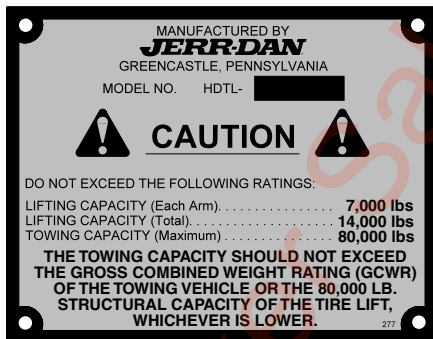 MANUFACTURED BY
JERR-DAN
GREENCASTLE, PENNSYLVANIA
MODEL NO. HDTL-
CAUTION
DO NOT EXCEED THE FOLLOWING RATINGS:
LIFTING CAPACITY (Each Arm). . . . . . . . . . . . . . . . 7,000 lbs
LIFTING CAPACITY (Total). . . . . . . . . . . . . . . . . 14,000 lbs
TOWING CAPACITY (Maximum) . . . . . . . . . . . . 80,000 lbs
THE TOWING CAPACITY SHOULD NOT EXCEED
THE GROSS COMBINED WEIGHT RATING (GCWR)
OF THE TOWING VEHICLE OR THE 80,000 LB.
STRUCTURAL CAPACITY OF THE TIRE LIFT,
WHICHEVER IS LOWER.
277